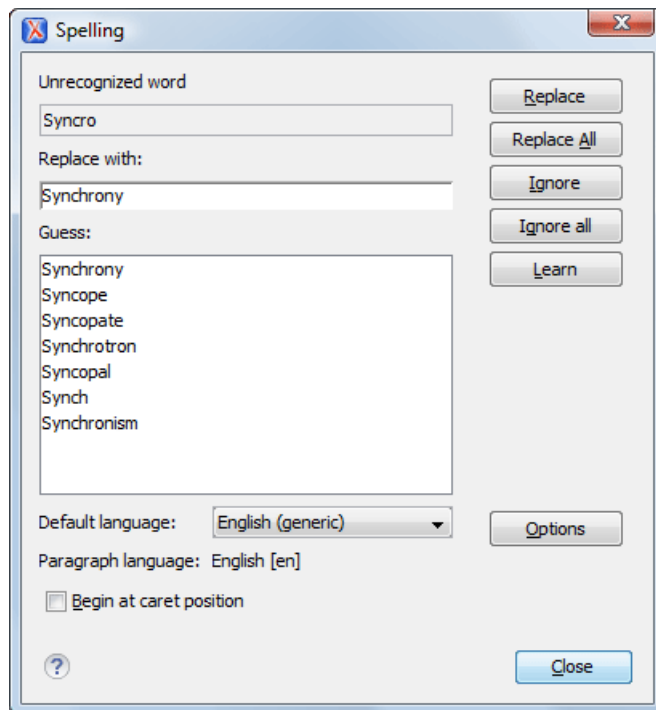 Spelling
Unrecognized word
Syncro
Replace with:
Synchrony
Guess:
Synchrony
Syncope
Syncopate
Synchrotron
Syncopal
Synch
Synchronism
Replace
Replace All
Ignore
Ignore all
Learn
Default language: English (generic)
Options
Paragraph language: English [en]
Begin at caret position
?
Close